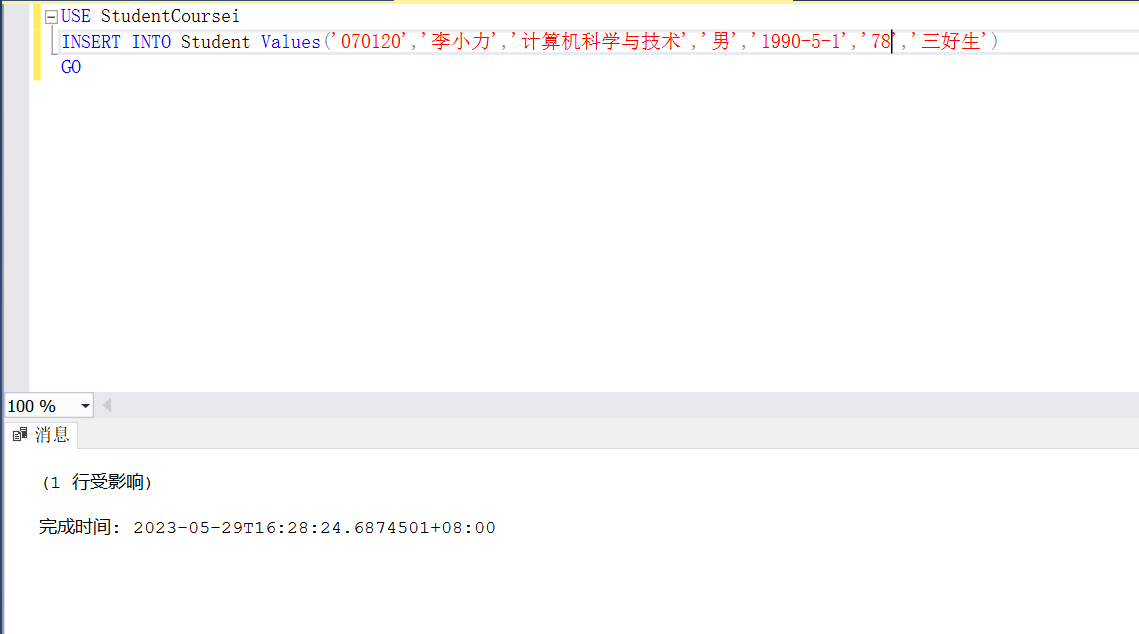 USE StudentCoursei
INSERT INTO Student Values('070120','李小力','计算机科学与技术','男','1990-5-1','78','三好生')
GO
100 %
消息
(1 行受影响)
完成时间: 2023-05-29T16:28:24.6874501+08:00